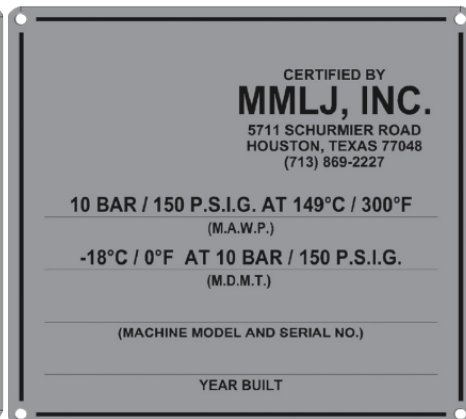 CERTIFIED BY
MMLJ, INC.
5711 SCHURMIER ROAD
HOUSTON, TEXAS 77048
(713) 869-2227
10 BAR / 150 P.S.I.G. AT 149°C / 300°F
(M.A.W.P.)
-18°C / 0°F AT 10 BAR / 150 P.S.I.G.
(M.D.M.T.)
(MACHINE MODEL AND SERIAL NO.)
YEAR BUILT